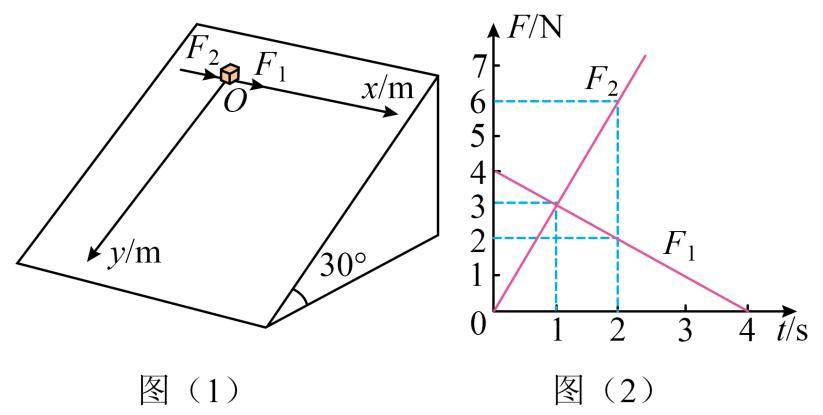 F₂
F₁
x/m
O
y/m
30°
图（1）
F/N
7
6
5
4
3
2
1
0
F₂
F₁
1
2
3
4
t/s
图（2）